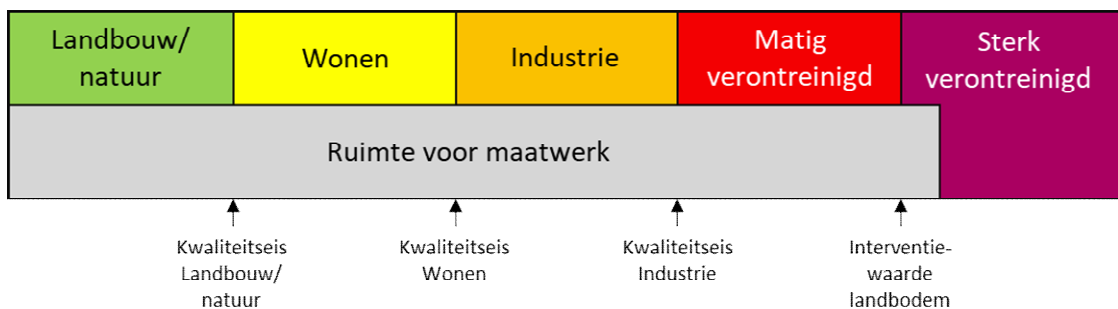 Landbouw/
natuur
Wonen
Industrie
Matig
verontreinigd
Sterk
verontreinigd
Ruimte voor maatwerk
Kwaliteitseis
Landbouw/
natuur
Kwaliteitseis
Wonen
Kwaliteitseis
Industrie
Interventie-
waarde
landbodem